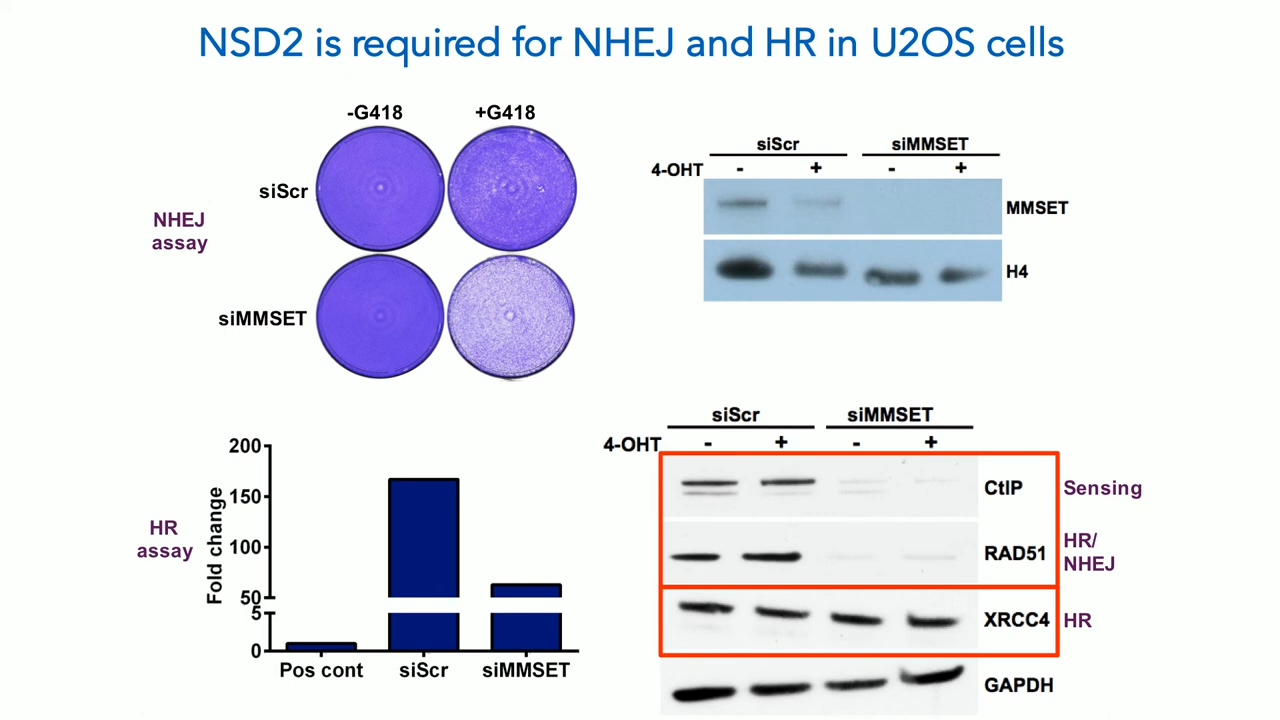 NSD2 is required for NHEJ and HR in U2OS cells
-G418 +G418
siScr
siMMSET
NHEJ
assay
siScr siMMSET
4-OHT - + - +
MMSET
H4
HR
assay
Fold change
200
150
100
50
5
0
Pos cont siScr siMMSET
siScr siMMSET
4-OHT - + - +
CtIP Sensing
RAD51 HR/
NHEJ
XRCC4 HR
GAPDH